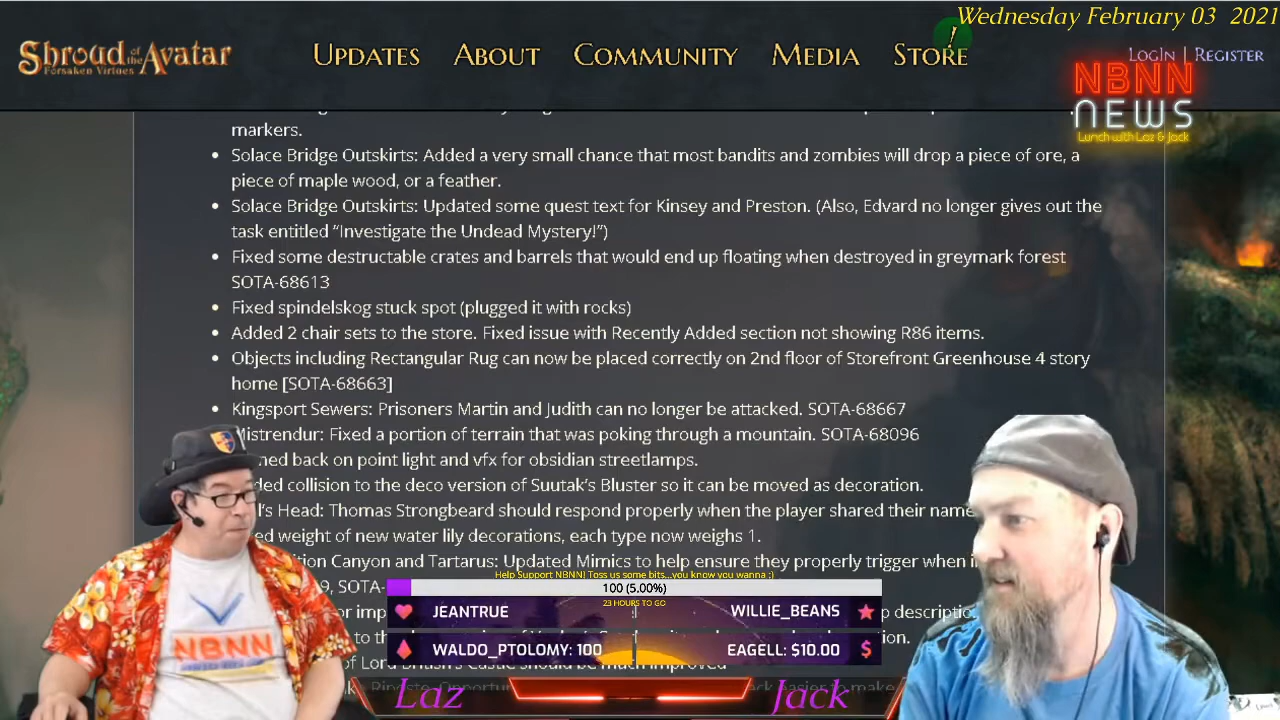 Wednesday February 03 2021
Shroud of the Avatar
Forsaken Virtues
UPDATES ABOUT COMMUNITY MEDIA STORE
!
LOGIN | REGISTER
NBNN
NEWS
Lunch with Laz & Jack
markers.
• Solace Bridge Outskirts: Added a very small chance that most bandits and zombies will drop a piece of ore, a
piece of maple wood, or a feather.
• Solace Bridge Outskirts: Updated some quest text for Kinsey and Preston. (Also, Edvard no longer gives out the
task entitled “Investigate the Undead Mystery!”)
• Fixed some destructable crates and barrels that would end up floating when destroyed in greymark forest
SOTA-68613
• Fixed spindelskog stuck spot (plugged it with rocks)
• Added 2 chair sets to the store. Fixed issue with Recently Added section not showing R86 items.
• Objects including Rectangular Rug can now be placed correctly on 2nd floor of Storefront Greenhouse 4 story
home [SOTA-68663]
• Kingsport Sewers: Prisoners Martin and Judith can no longer be attacked. SOTA-68667
Mistrendur: Fixed a portion of terrain that was poking through a mountain. SOTA-68096
back on point light and vfx for obsidian streetlamps.
collision to the deco version of Suutak's Bluster so it can be moved as decoration.
Head: Thomas Strongbeard should respond properly when the player shared their name
weight of new water lily decorations, each type now weighs 1.
Canyon and Tartarus: Updated Mimics to help ensure they properly trigger when
Help Support NBNN! Toss us some bits...you know you wanna ;)
SOTA-
100 (5.00%)
23 HOURS TO GO
JEANTRUE WILLIE_BEANS
WALDO_PTOLOMY: 100 EAGELL: $10.00 $
of Lord British's Castle should be much improved
NBNN
Laz Jack